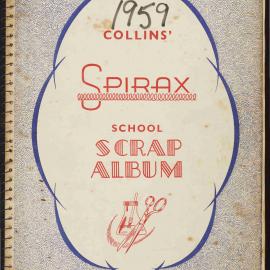 1959
COLLINS'
SPIRAX
SCHOOL
SCRAP
ALBUM